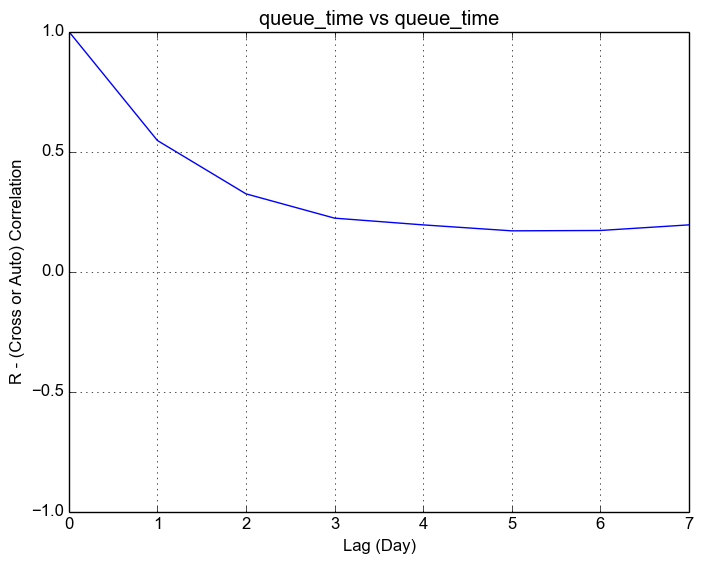 queue_time vs queue_time
R - (Cross or Auto) Correlation
1.0
0.5
0.0
−0.5
−1.0
0 1 2 3 4 5 6 7
Lag (Day)